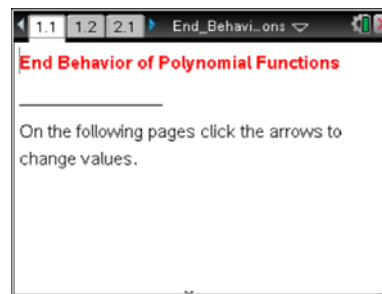 1.1 1.2 2.1 End_Behavi…ons
End Behavior of Polynomial Functions
On the following pages click the arrows to
change values.